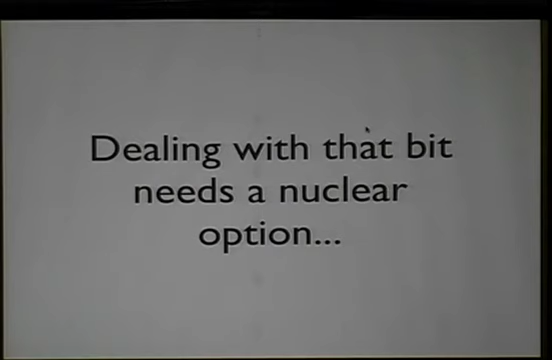 Dealing with that bit
needs a nuclear
option...